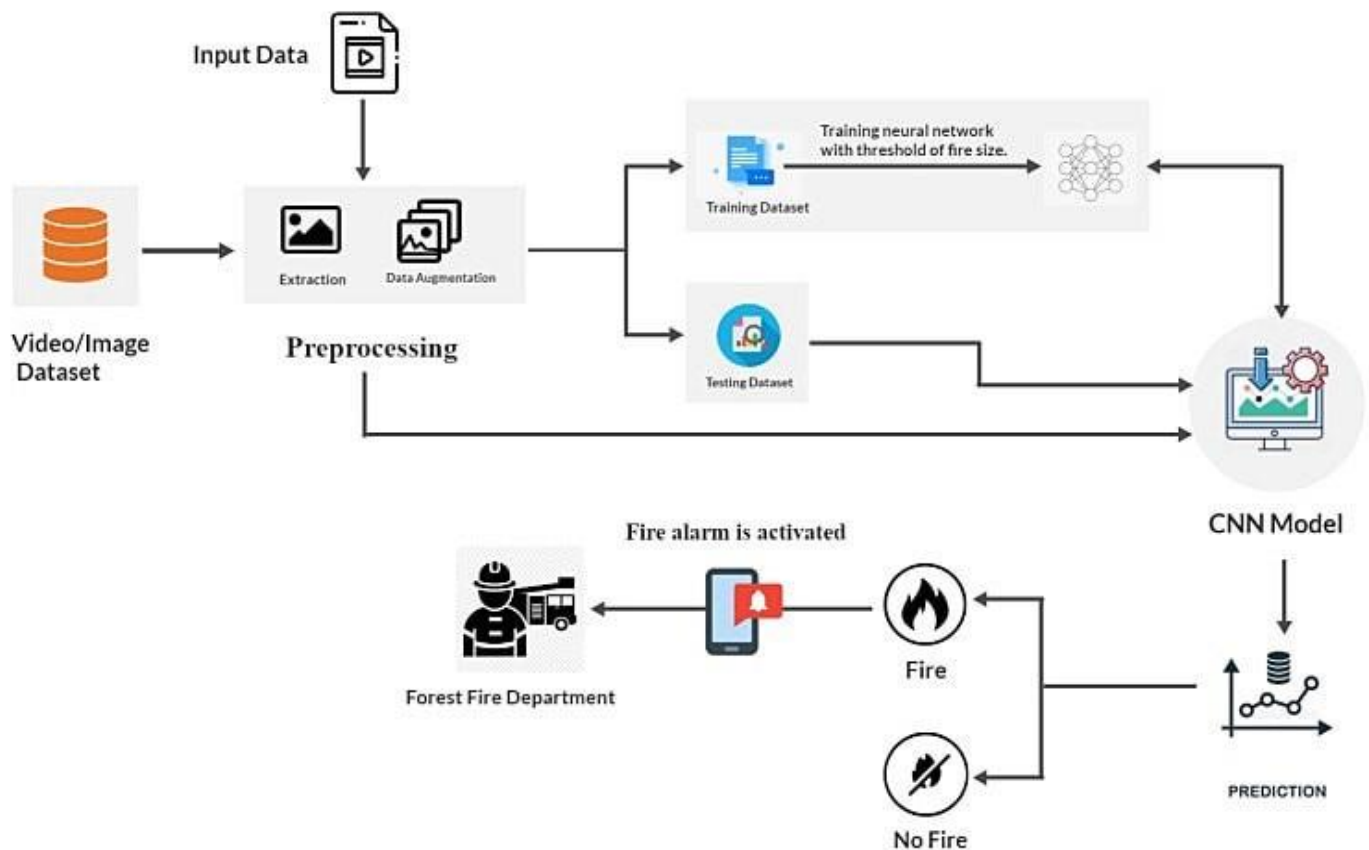 Input Data
Training neural network
with threshold of fire size.
Training Dataset
Extraction
Data Augmentation
Video/Image
Dataset
Preprocessing
Testing Dataset
CNN Model
Fire alarm is activated
Forest Fire Department
Fire
No Fire
PREDICTION